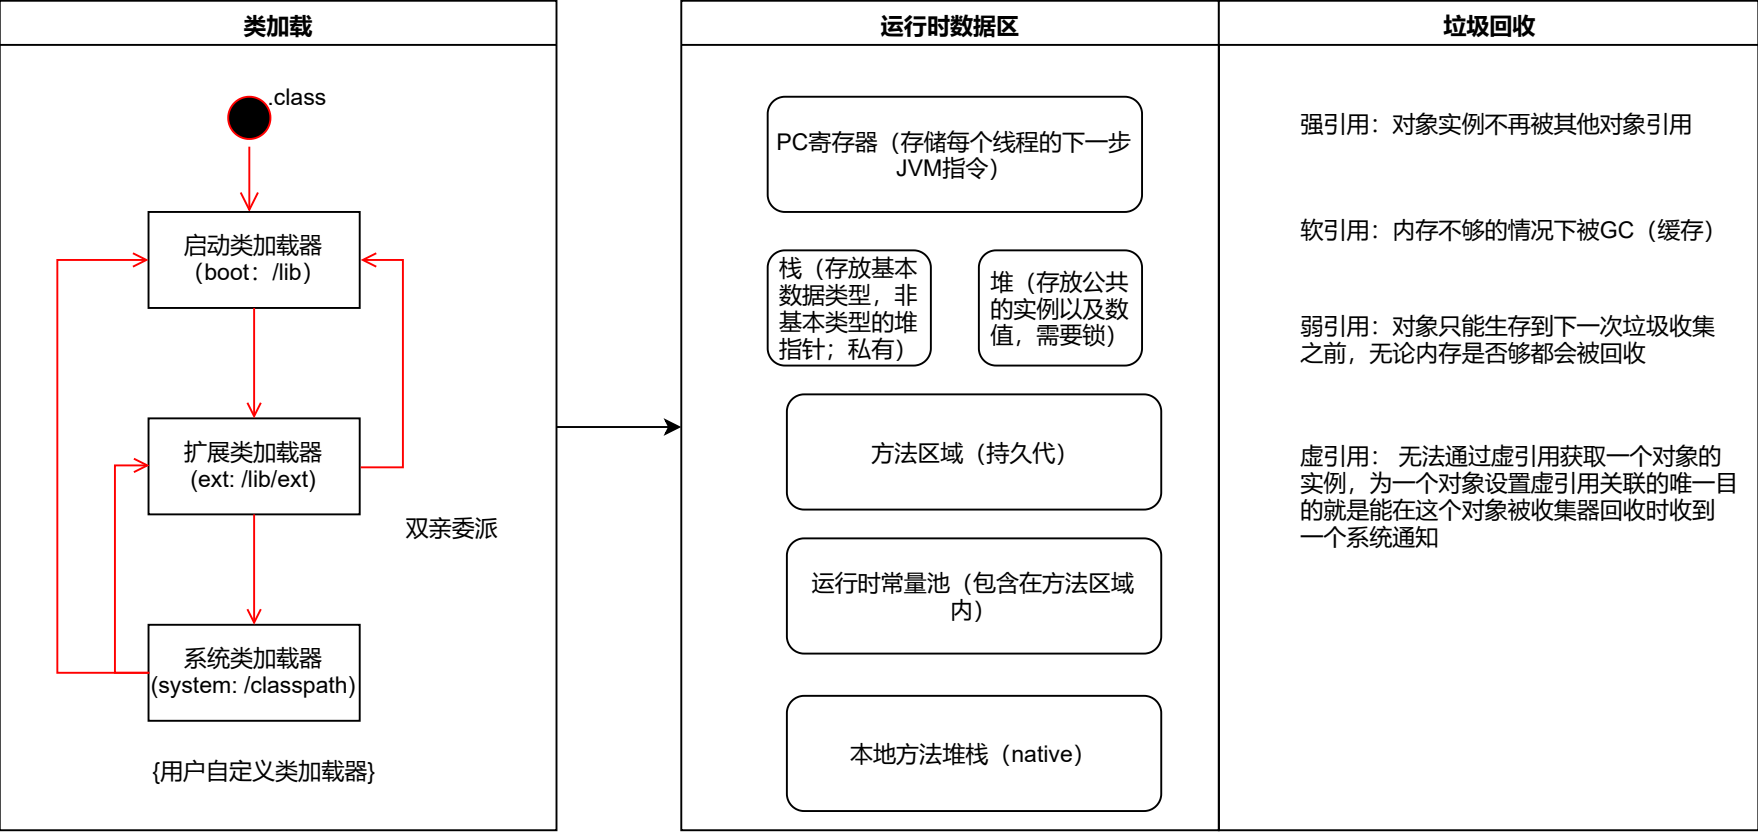 类加载
.class
启动类加载器
（boot：/lib）
扩展类加载器
(ext: /lib/ext)
双亲委派
系统类加载器
(system: /classpath)
{用户自定义类加载器}
运行时数据区
PC寄存器（存储每个线程的下一步
JVM指令）
栈（存放基本
数据类型，非
基本类型的堆
指针；私有）
堆（存放公共
的实例以及数
值，需要锁）
方法区域（持久代）
运行时常量池（包含在方法区域
内）
本地方法堆栈（native）
垃圾回收
强引用：对象实例不再被其他对象引用
软引用：内存不够的情况下被GC（缓存）
弱引用：对象只能生存到下一次垃圾收集
之前，无论内存是否够都会被回收
虚引用： 无法通过虚引用获取一个对象的
实例，为一个对象设置虚引用关联的唯一目
的就是能在这个对象被收集器回收时收到
一个系统通知